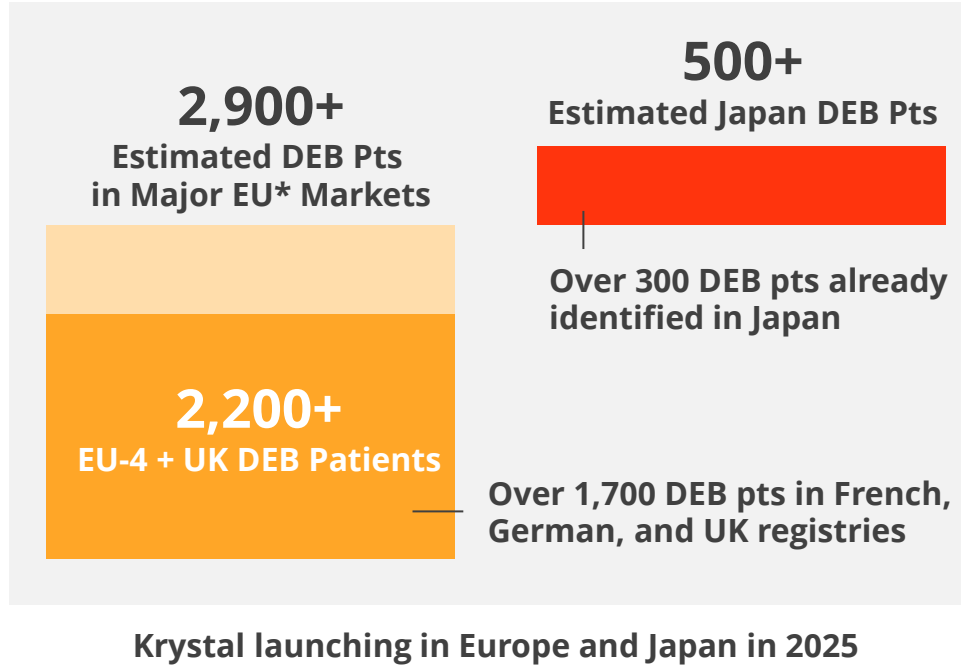 2,900+
Estimated DEB Pts
in Major EU* Markets
2,200+
EU-4 + UK DEB Patients
Over 1,700 DEB pts in French,
German, and UK registries
500+
Estimated Japan DEB Pts
Over 300 DEB pts already
identified in Japan
Krystal launching in Europe and Japan in 2025